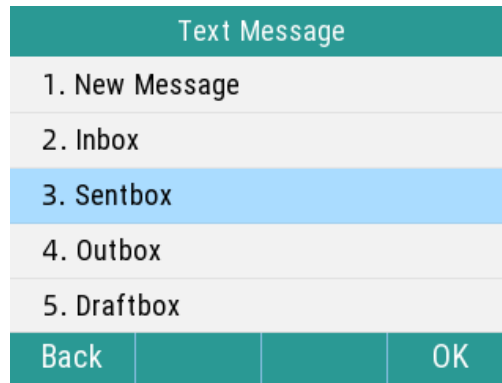 Text Message
1. New Message
2. Inbox
3. Sentbox
4. Outbox
5. Draftbox
Back OK